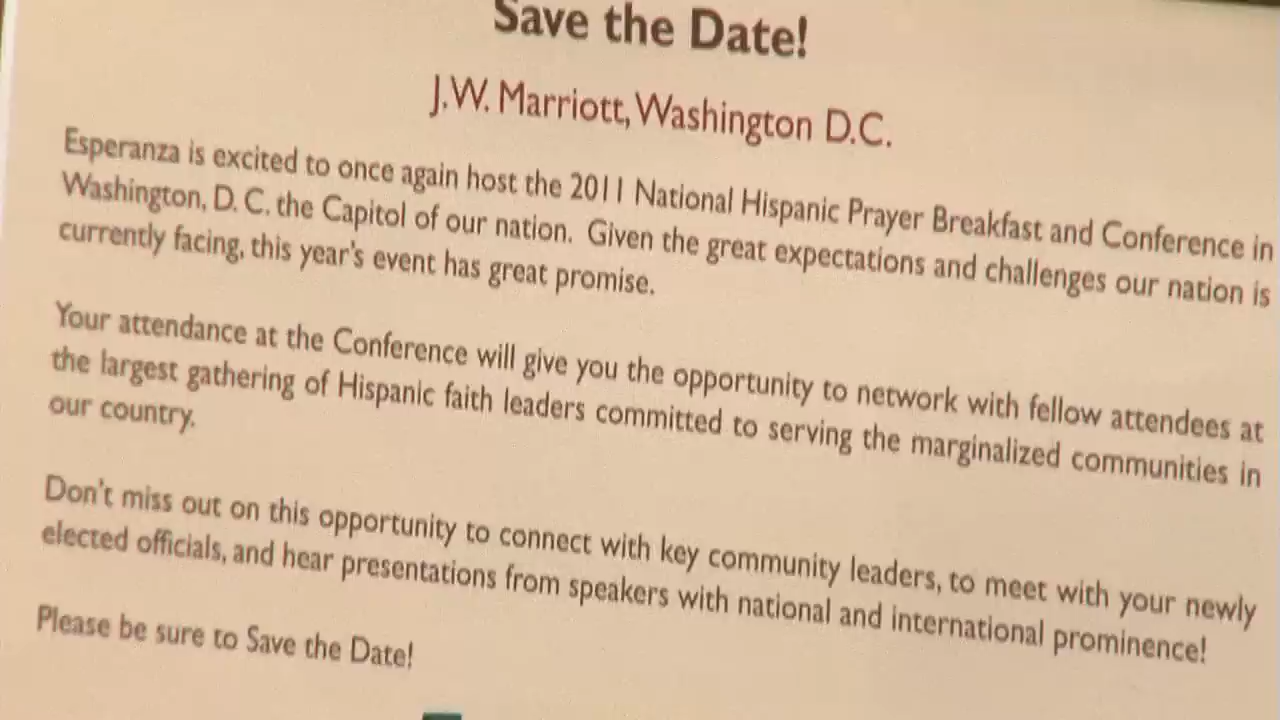 Save the Date!
J.W. Marriott, Washington D.C.
Esperanza is excited to once again host the 2011 National Hispanic Prayer Breakfast and Conference in
Washington, D. C. the Capitol of our nation. Given the great expectations and challenges our nation is
currently facing, this year's event has great promise.
Your attendance at the Conference will give you the opportunity to network with fellow attendees at
the largest gathering of Hispanic faith leaders committed to serving the marginalized communities in
our country.
Don't miss out on this opportunity to connect with key community leaders, to meet with your newly
elected officials, and hear presentations from speakers with national and international prominence!
Please be sure to Save the Date!